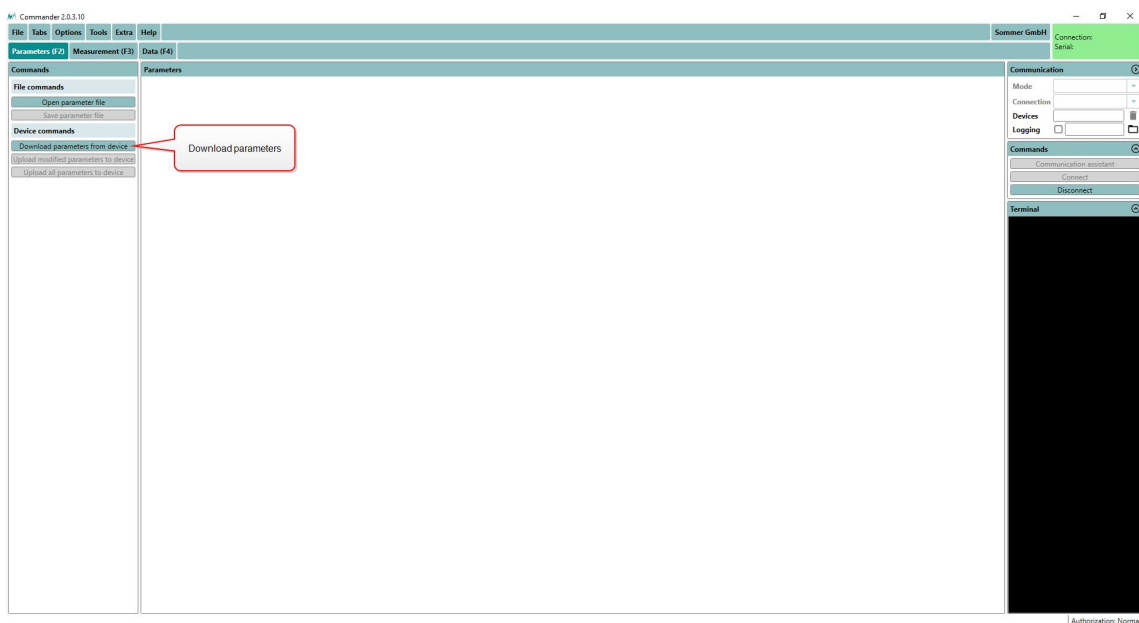 Commander 2.0.3.10
File Tabs Options Tools Extra Help
Sommer GmbH
Connection:
Serial:
Parameters (F2) Measurement (F3) Data (F4)
Commands
File commands
Open parameter file
Save parameter file
Device commands
Download parameters from device
Upload modified parameters to device
Upload all parameters to device
Parameters
Download parameters
Communication
Mode
Connection
Devices
Logging
Commands
Communication assistant
Connect
Disconnect
Terminal
Authorization: Norma